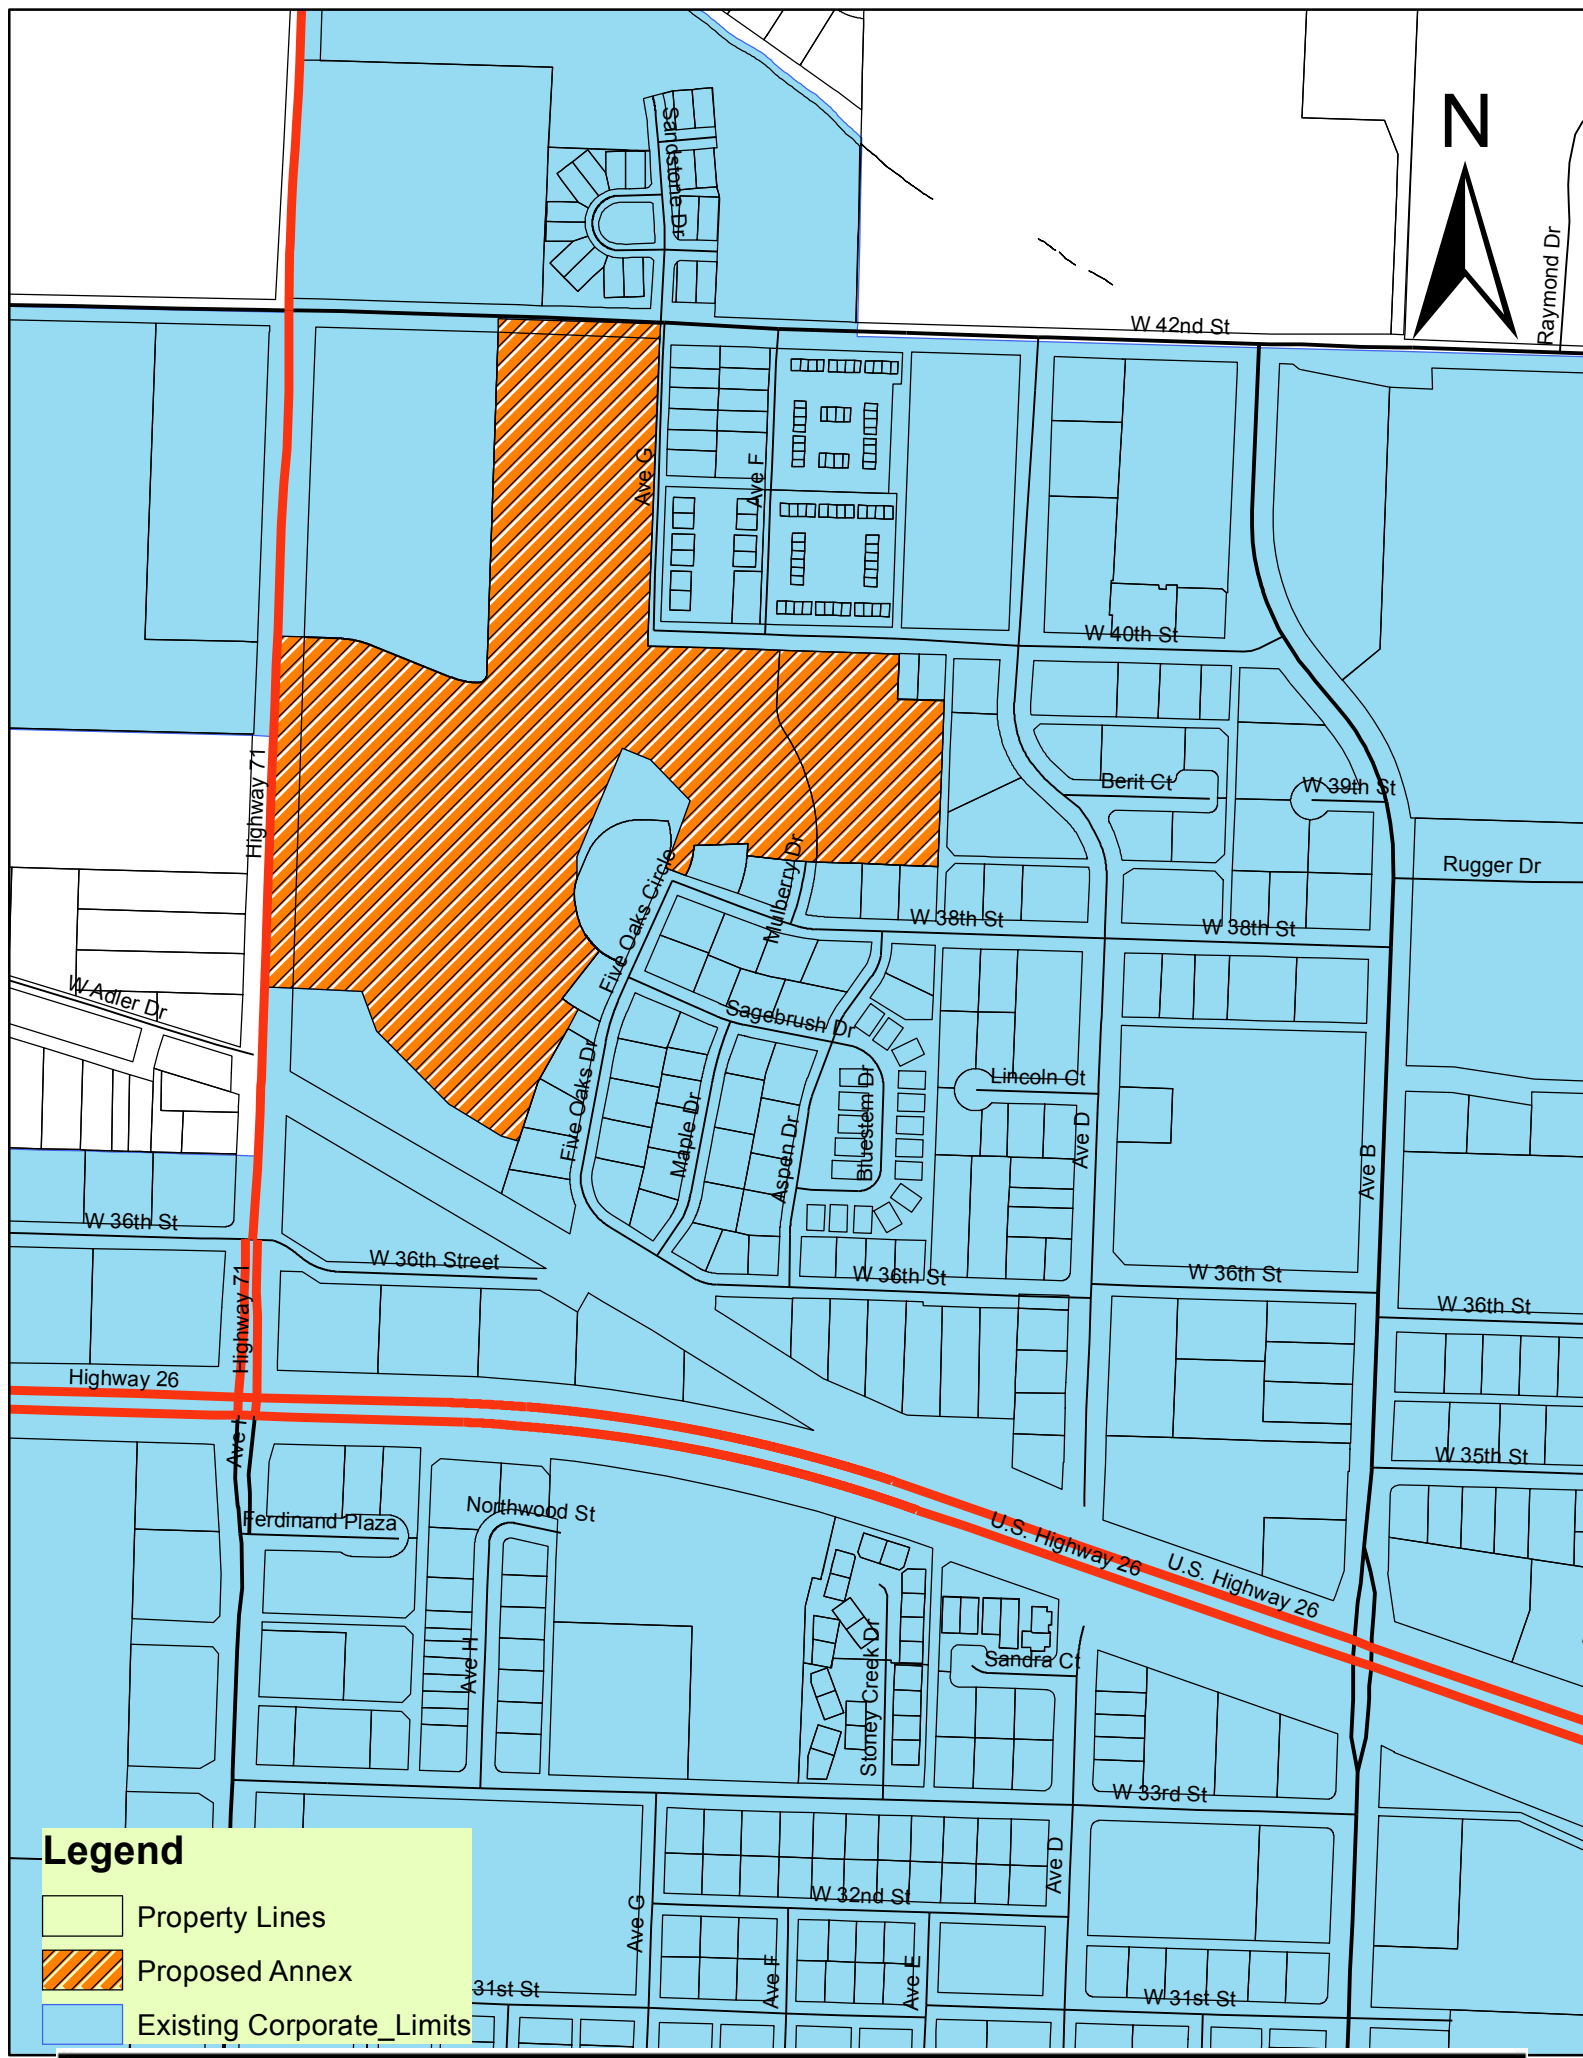 N
Sandstone Dr
Raymond Dr
W 42nd St
Ave G
Ave F
W 40th St
Highway 71
Berit Ct
W 39th St
Rugger Dr
Five Oaks Circle
Mulberry Dr
W 38th St
W 38th St
W Adler Dr
Sagebrush Dr
Five Oaks Dr
Maple Dr
Aspen Dr
Bluestem Dr
Lincoln Ct
Ave D
Ave B
W 36th St
W 36th Street
W 36th St
W 36th St
W 36th St
Highway 71
Highway 26
Ave I
W 35th St
Northwood St
Ferdinand Plaza
U.S. Highway 26
U.S. Highway 26
Ave H
Stoney Creek Dr
Sandra Ct
W 33rd St
Legend
Property Lines
Proposed Annex
Existing Corporate_Limits
Ave D
W 32nd St
Ave G
Ave F
Ave E
31st St
W 31st St